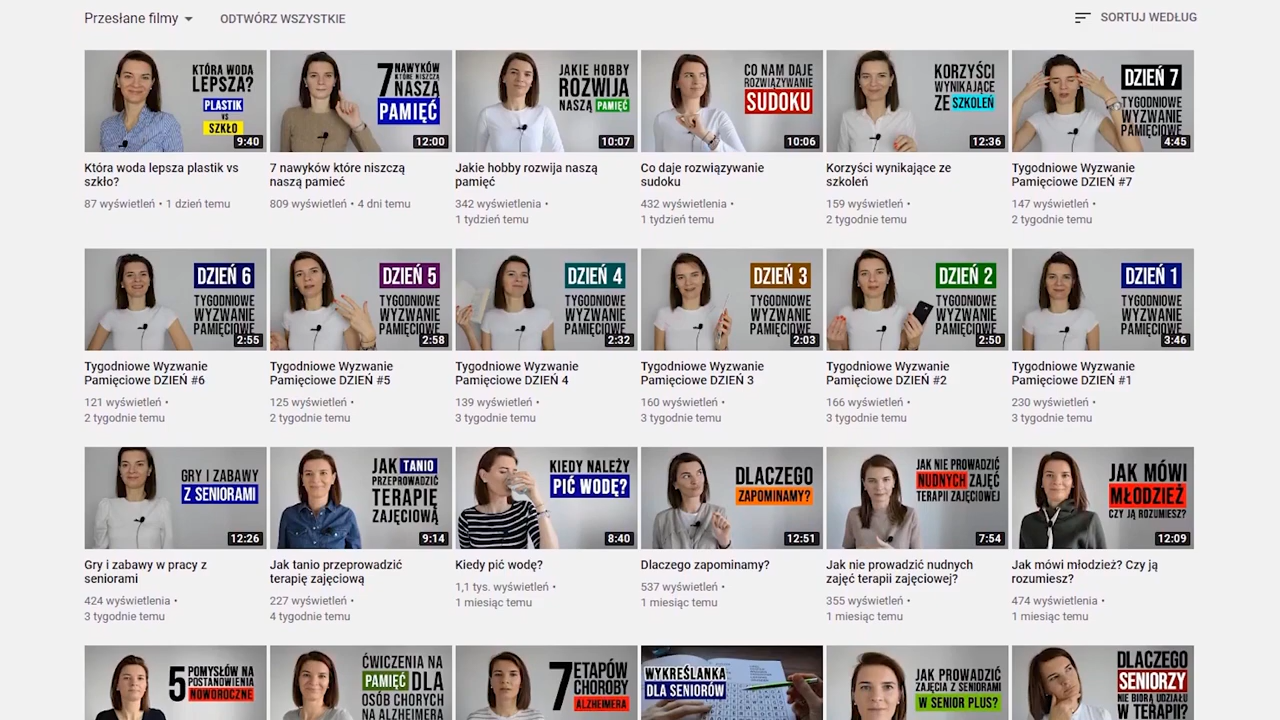 Przesłane filmy
ODTWÓRZ WSZYSTKIE
SORTUJ WEDŁUG
KTÓRA WODA
LEPSZA?
PLASTIK
VS
SZKŁO
9:40
7 NAWYKÓW
KTÓRE NISZCZĄ
NASZĄ
PAMIĘĆ
12:00
JAKIE HOBBY
ROZWIJA
NASZĄ PAMIĘĆ
10:07
CO NAM DAJE
ROZWIĄZYWANIE
SUDOKU
10:06
KORZYŚCI
WYNIKAJĄCE
ZE SZKOLEŃ
12:36
DZIEŃ 7
TYGODNIOWE
WYZWANIE
PAMIĘCIOWE
4:45
Która woda lepsza plastik vs
szkło?
87 wyświetleń • 1 dzień temu
7 nawyków które niszczą
naszą pamieć
809 wyświetleń • 4 dni temu
Jakie hobby rozwija naszą
pamięć
342 wyświetlenia •
1 tydzień temu
Co daje rozwiązywanie
sudoku
432 wyświetlenia •
1 tydzień temu
Korzyści wynikające ze
szkoleń
159 wyświetleń •
2 tygodnie temu
Tygodniowe Wyzwanie
Pamięciowe DZIEŃ #7
147 wyświetleń •
2 tygodnie temu
DZIEŃ 6
TYGODNIOWE
WYZWANIE
PAMIĘCIOWE
2:55
DZIEŃ 5
TYGODNIOWE
WYZWANIE
PAMIĘCIOWE
2:58
DZIEŃ 4
TYGODNIOWE
WYZWANIE
PAMIĘCIOWE
2:32
DZIEŃ 3
TYGODNIOWE
WYZWANIE
PAMIĘCIOWE
2:03
DZIEŃ 2
TYGODNIOWE
WYZWANIE
PAMIĘCIOWE
2:50
DZIEŃ 1
TYGODNIOWE
WYZWANIE
PAMIĘCIOWE
3:46
Tygodniowe Wyzwanie
Pamięciowe DZIEŃ #6
121 wyświetleń •
2 tygodnie temu
Tygodniowe Wyzwanie
Pamięciowe DZIEŃ #5
125 wyświetleń •
2 tygodnie temu
Tygodniowe Wyzwanie
Pamięciowe DZIEŃ 4
139 wyświetleń •
3 tygodnie temu
Tygodniowe Wyzwanie
Pamięciowe DZIEŃ 3
160 wyświetleń •
3 tygodnie temu
Tygodniowe Wyzwanie
Pamięciowe DZIEŃ #2
166 wyświetleń •
3 tygodnie temu
Tygodniowe Wyzwanie
Pamięciowe DZIEŃ #1
230 wyświetleń •
3 tygodnie temu
GRY I ZABAWY
Z SENIORAMI
12:26
JAK TANIO
PRZEPROWADZIĆ
TERAPIĘ
ZAJĘCIOWĄ
9:14
KIEDY NALEŻY
PIĆ WODĘ?
8:40
DLACZEGO
ZAPOMINAMY?
12:51
JAK NIE PROWADZIĆ
NUDNYCH ZAJĘĆ
TERAPII ZAJĘCIOWEJ
7:54
JAK MÓWI
MŁODZIEŻ
CZY JĄ ROZUMIESZ?
12:09
Gry i zabawy w pracy z
seniorami
424 wyświetlenia •
3 tygodnie temu
Jak tanio przeprowadzić
terapię zajęciową
227 wyświetleń •
4 tygodnie temu
Kiedy pić wodę?
1,1 tys. wyświetleń •
1 miesiąc temu
Dlaczego zapominamy?
537 wyświetleń •
1 miesiąc temu
Jak nie prowadzić nudnych
zajęć terapii zajęciowej?
355 wyświetleń •
1 miesiąc temu
Jak mówi młodzież? Czy ją
rozumiesz?
474 wyświetlenia •
1 miesiąc temu
5 POMYSŁÓW NA
POSTANOWIENIA
NOWOROCZNE
ĆWICZENIA NA
PAMIĘĆ DLA
OSÓB CHORYCH
NA ALZHEIMERA
7 ETAPÓW
CHOROBY
ALZHEIMERA
WYKREŚLANKA
DLA SENIORÓW
JAK PROWADZIĆ
ZAJĘCIA Z SENIORAMI
W SENIOR PLUS?
DLACZEGO
SENIORZY
NIE BIORĄ UDZIAŁU
W TERAPII?